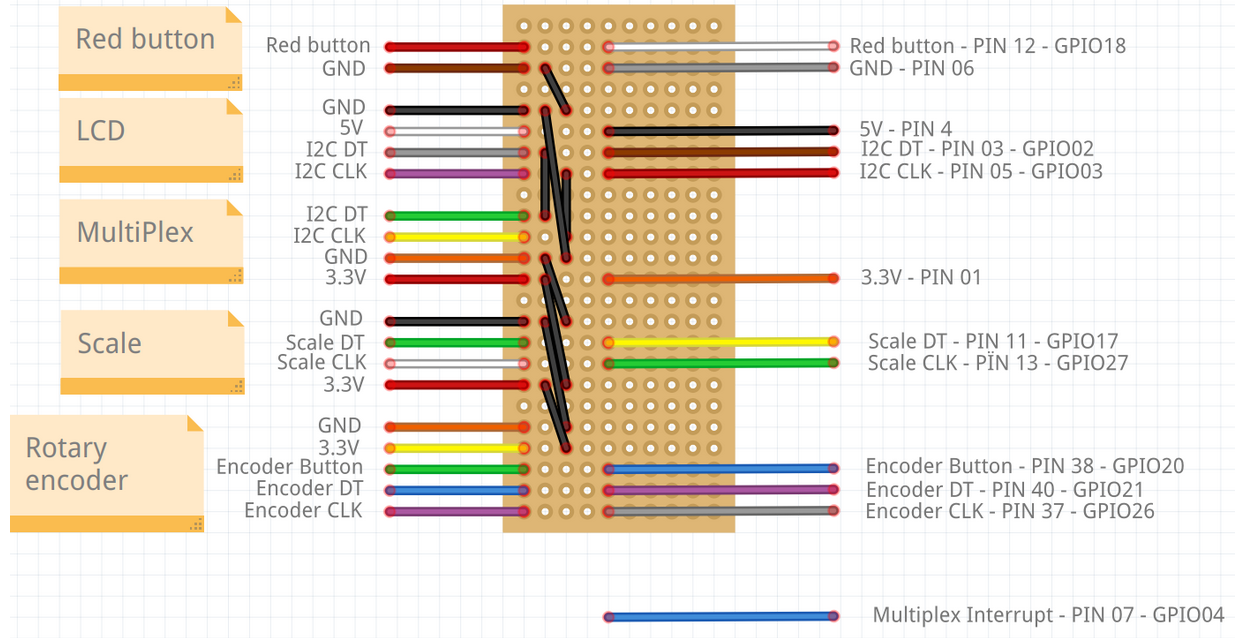 Red button
LCD
MultiPlex
Scale
Rotary
encoder
Red button
GND
GND
5V
I2C DT
I2C CLK
I2C DT
I2C CLK
GND
3.3V
GND
Scale DT
Scale CLK
3.3V
GND
3.3V
Encoder Button
Encoder DT
Encoder CLK
Red button - PIN 12 - GPIO18
GND - PIN 06
5V - PIN 4
I2C DT - PIN 03 - GPIO02
I2C CLK - PIN 05 - GPIO03
3.3V - PIN 01
Scale DT - PIN 11 - GPIO17
Scale CLK - PÏN 13 - GPIO27
Encoder Button - PIN 38 - GPIO20
Encoder DT - PIN 40 - GPIO21
Encoder CLK - PIN 37 - GPIO26
Multiplex Interrupt - PIN 07 - GPIO04